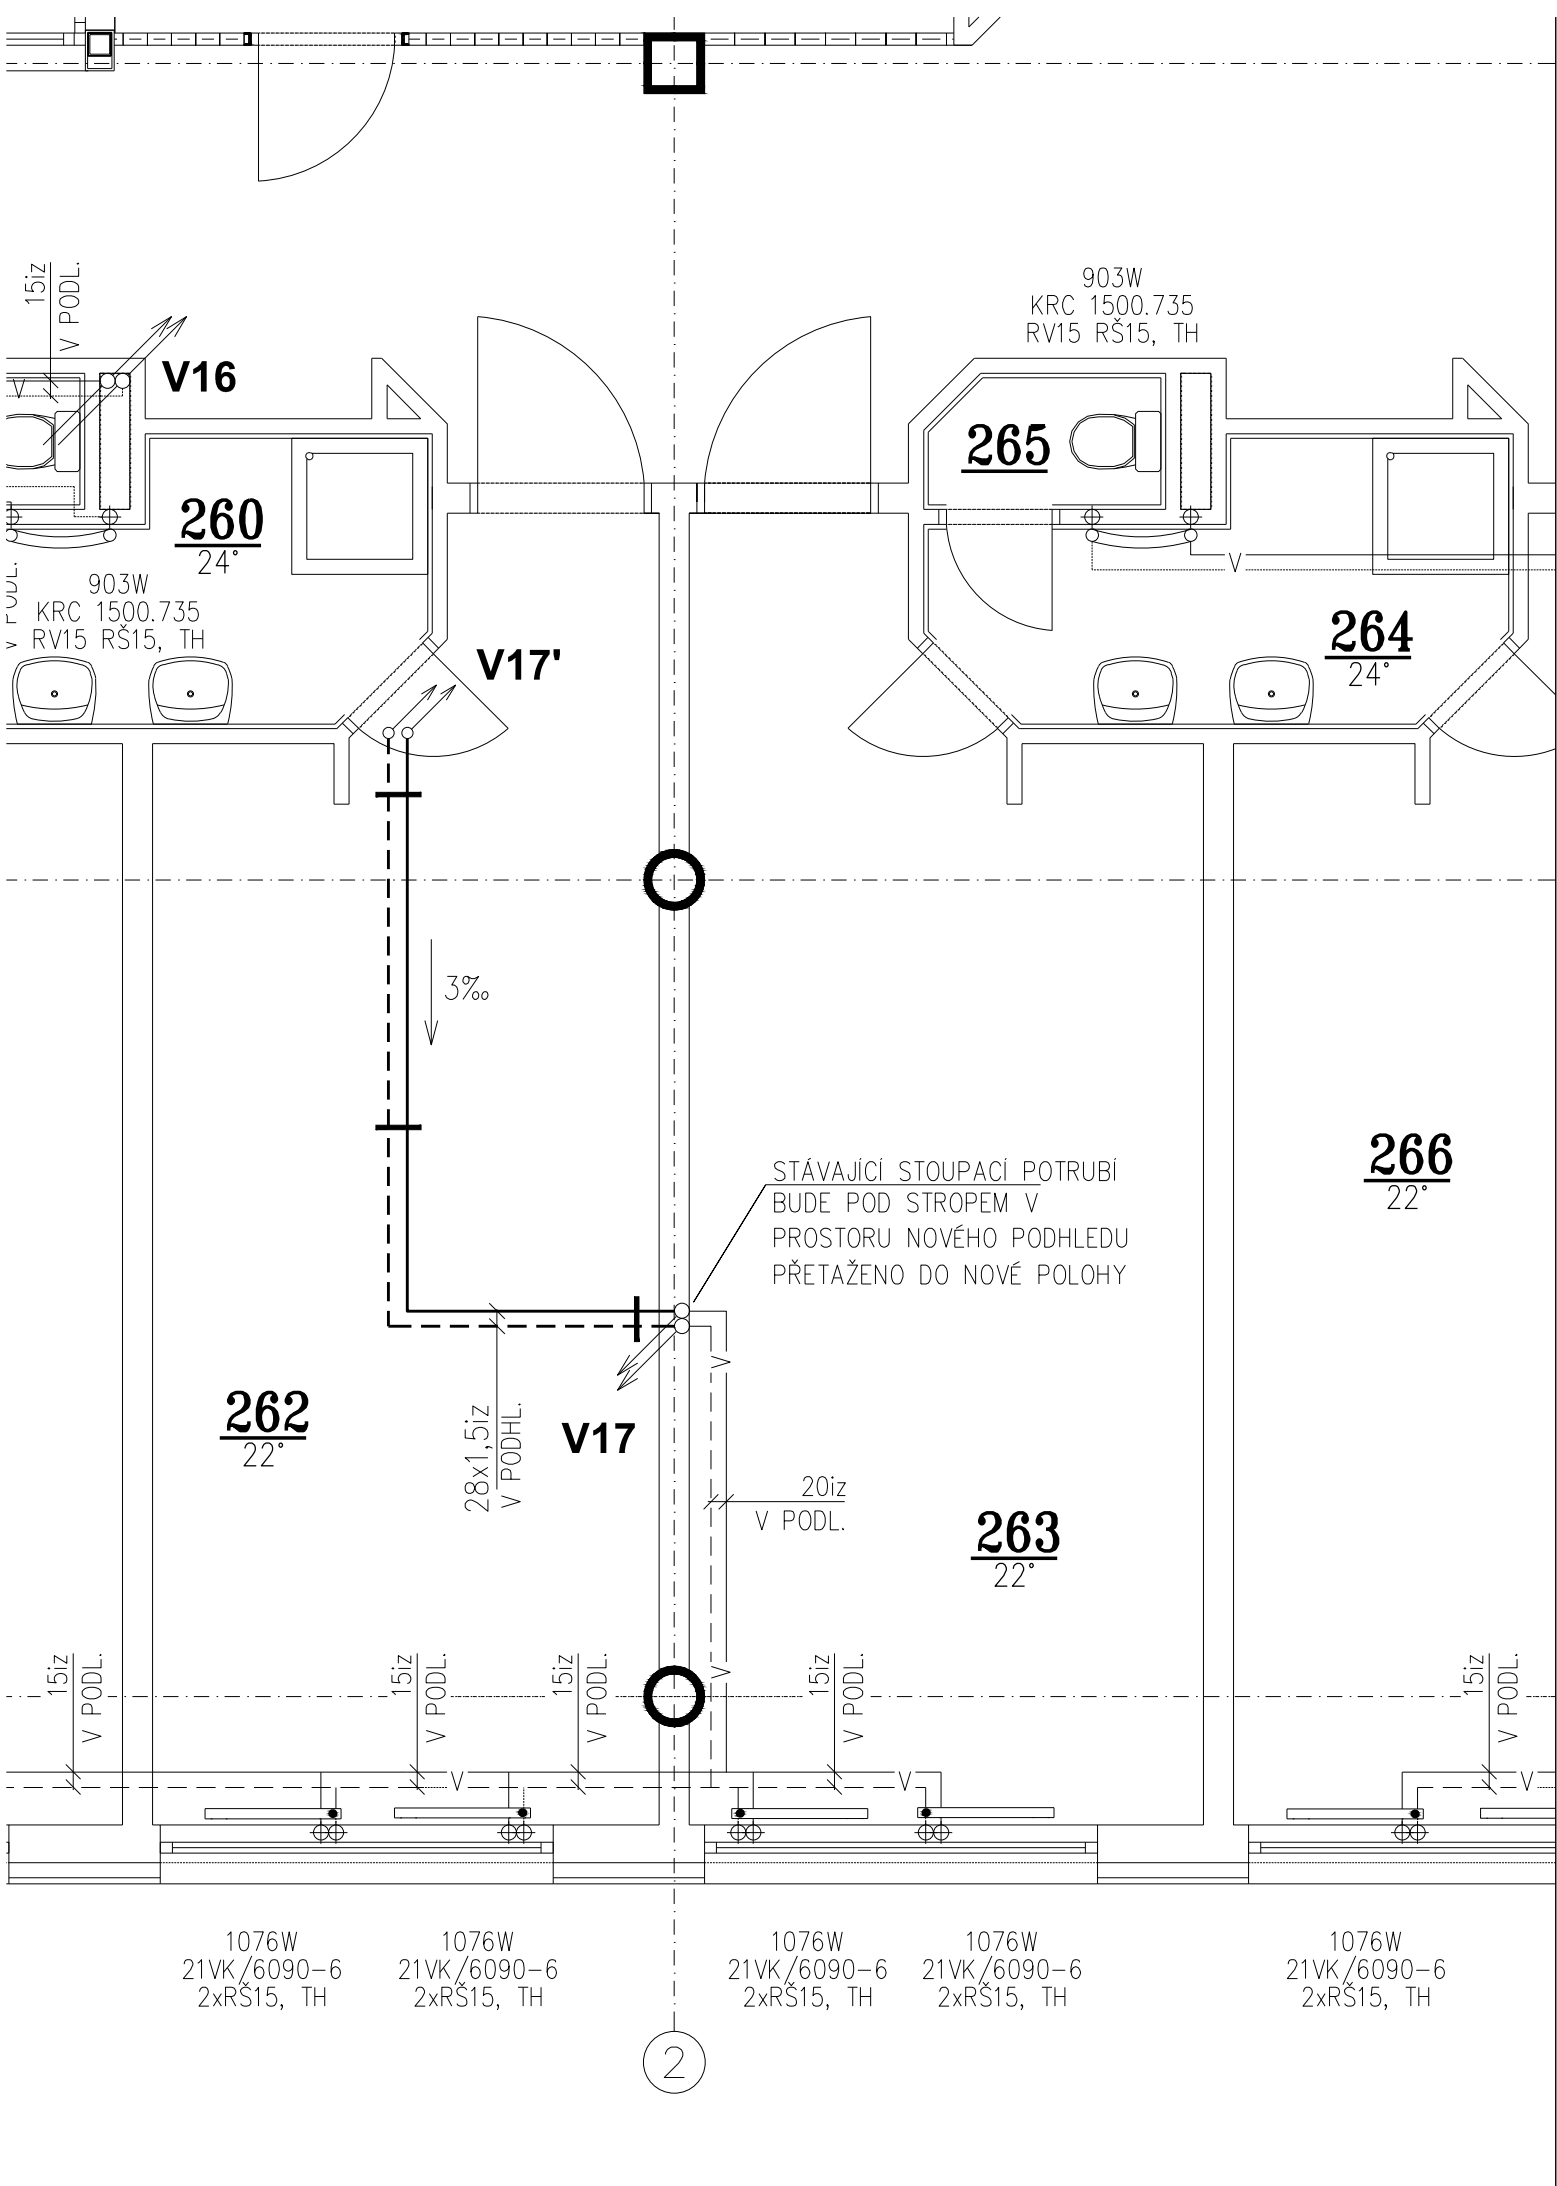 15iz
V PODL.
V16
V
903W
KRC 1500.735
RV15 RŠ15, TH
265
260
24°
V PODL.
903W
KRC 1500.735
RV15 RŠ15, TH
V
264
24°
V17'
3‰
STÁVAJÍCÍ STOUPACÍ POTRUBÍ
BUDE POD STROPEM V
PROSTORU NOVÉHO PODHLEDU
PŘETAŽENO DO NOVÉ POLOHY
266
22°
V
262
22°
28x1,5iz
V PODHL.
V17
20iz
V PODL.
263
22°
15iz
V PODL.
15iz
V PODL.
15iz
V PODL.
V
15iz
V PODL.
15iz
V PODL.
V
V
V
1076W
21VK/6090-6
2xRŠ15, TH
1076W
21VK/6090-6
2xRŠ15, TH
1076W
21VK/6090-6
2xRŠ15, TH
1076W
21VK/6090-6
2xRŠ15, TH
1076W
21VK/6090-6
2xRŠ15, TH
2